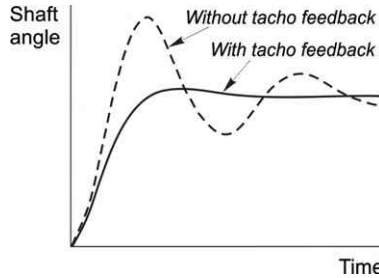 Shaft
angle
Without tacho feedback
With tacho feedback
Time